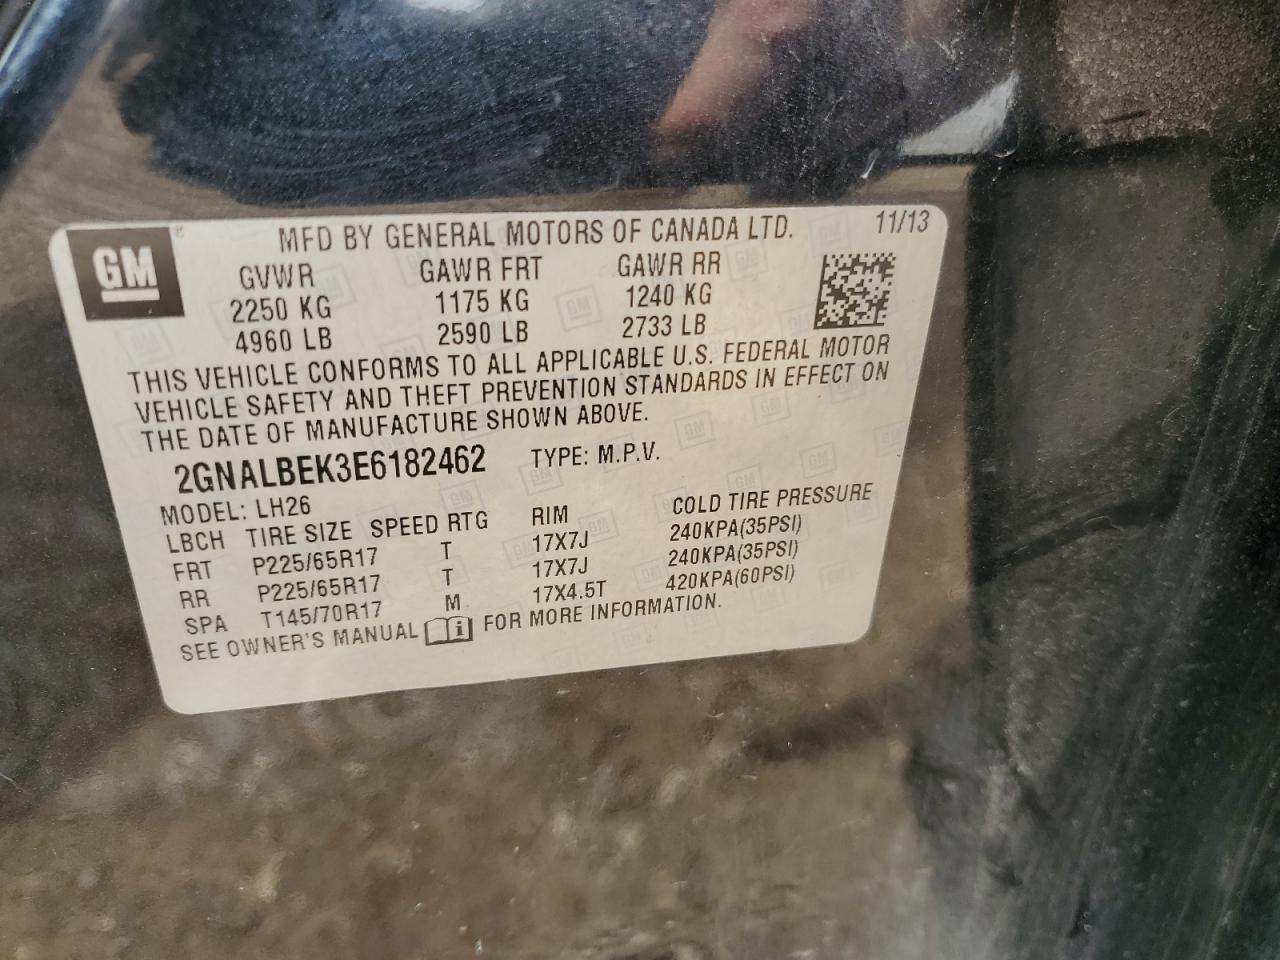 GM ®
MFD BY GENERAL MOTORS OF CANADA LTD. 11/13
GVWR GAWR FRT GAWR RR
2250 KG 1175 KG 1240 KG
4960 LB 2590 LB 2733 LB
THIS VEHICLE CONFORMS TO ALL APPLICABLE U.S. FEDERAL MOTOR
VEHICLE SAFETY AND THEFT PREVENTION STANDARDS IN EFFECT ON
THE DATE OF MANUFACTURE SHOWN ABOVE.
2GNALBEK3E6182462 TYPE: M.P.V.
MODEL: LH26
LBCH TIRE SIZE SPEED RTG RIM COLD TIRE PRESSURE
FRT P225/65R17 T 17X7J 240KPA(35PSI)
RR P225/65R17 T 17X7J 240KPA(35PSI)
SPA T145/70R17 M 17X4.5T 420KPA(60PSI)
SEE OWNER'S MANUAL i FOR MORE INFORMATION.